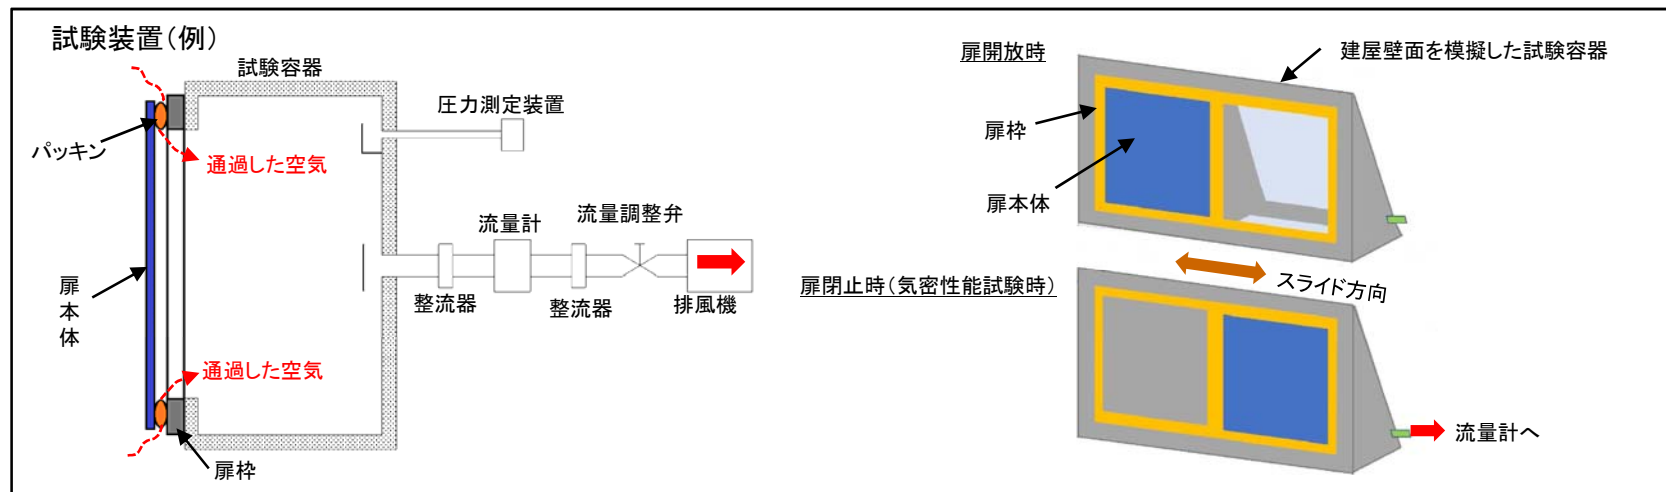 試験装置(例)
試験容器
圧力測定装置
パッキン
通過した空気
流量計
流量調整弁
扉本体
整流器
整流器
排風機
通過した空気
扉枠
扉開放時
建屋壁面を模擬した試験容器
扉枠
扉本体
スライド方向
扉閉止時(気密性能試験時)
流量計へ